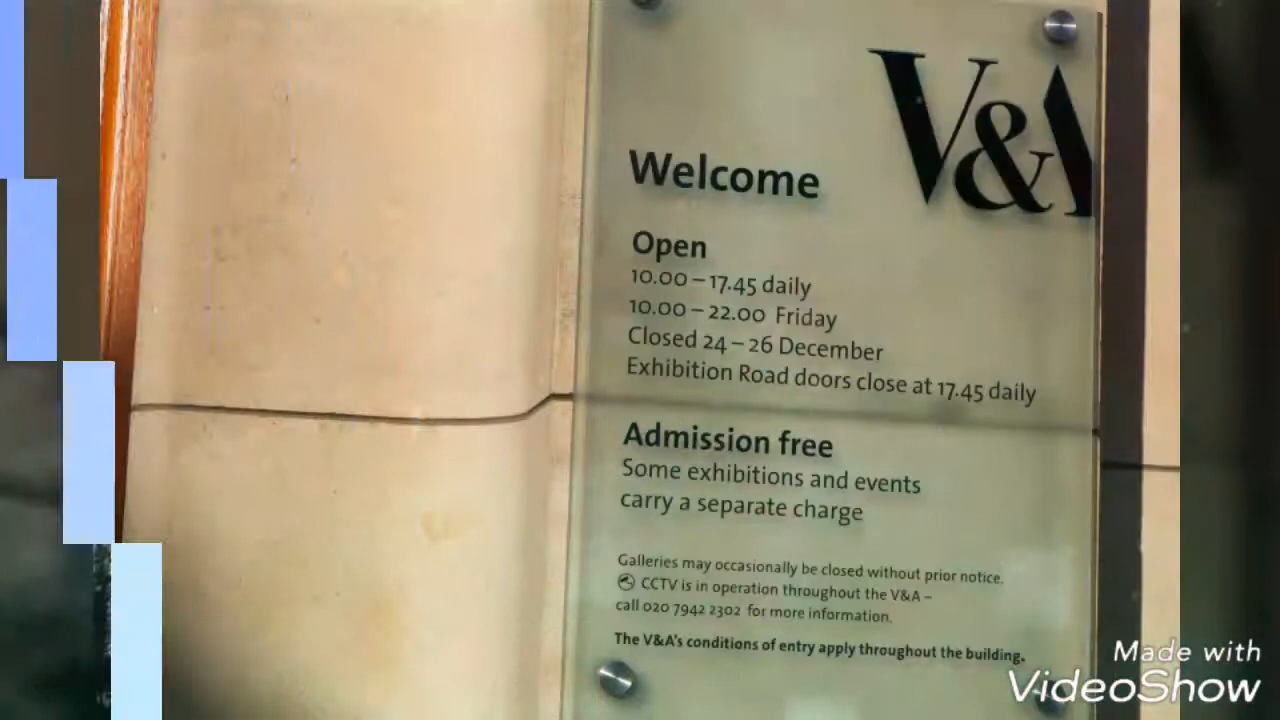 V&A
Welcome
Open
10.00 – 17.45 daily
10.00 – 22.00 Friday
Closed 24 – 26 December
Exhibition Road doors close at 17.45 daily
Admission free
Some exhibitions and events
carry a separate charge
Galleries may occasionally be closed without prior notice.
CCTV is in operation throughout the V&A –
call 020 7942 2302 for more information.
The V&A's conditions of entry apply throughout the building.
Made with
VideoShow